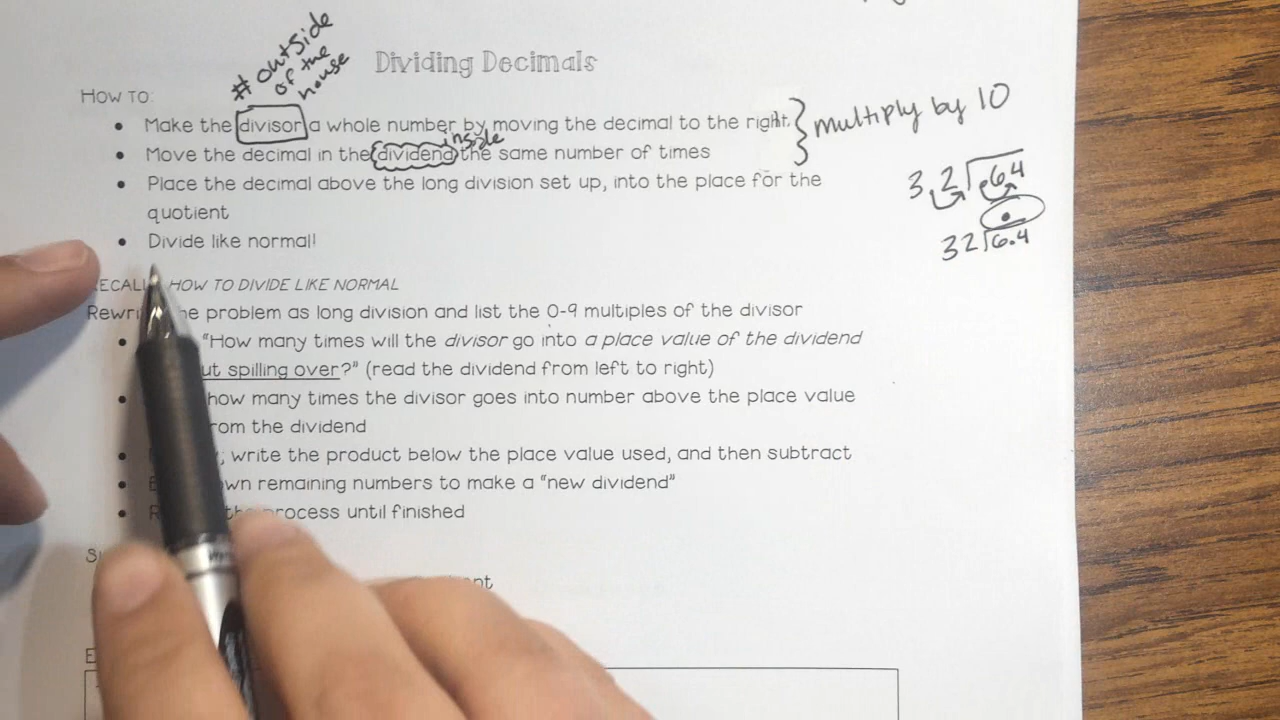 # outside
of the
house
Dividing Decimals
HOW TO:
• Make the divisor a whole number by moving the decimal to the right.
multiply by 10
inside
• Move the decimal in the dividend the same number of times
• Place the decimal above the long division set up, into the place for the
quotient
• Divide like normal!
3.2 .64
32 6.4
HOW TO DIVIDE LIKE NORMAL
problem as long division and list the 0-9 multiples of the divisor
• "How many times will the divisor go into a place value of the dividend
spilling over?" (read the dividend from left to right)
• how many times the divisor goes into number above the place value
the dividend
• write the product below the place value used, and then subtract
• remaining numbers to make a "new dividend"
• process until finished